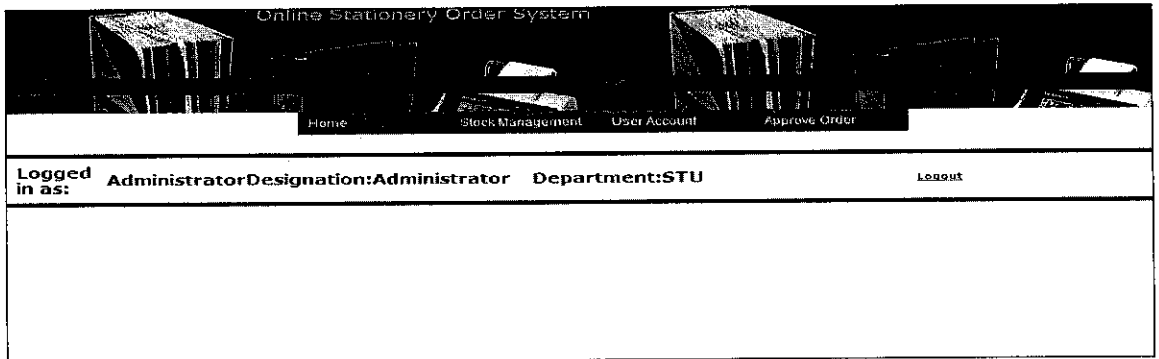 Online Stationery Order System
Home Stock Management User Account Approve Order
Logged in as: AdministratorDesignation:Administrator Department:STU Logout